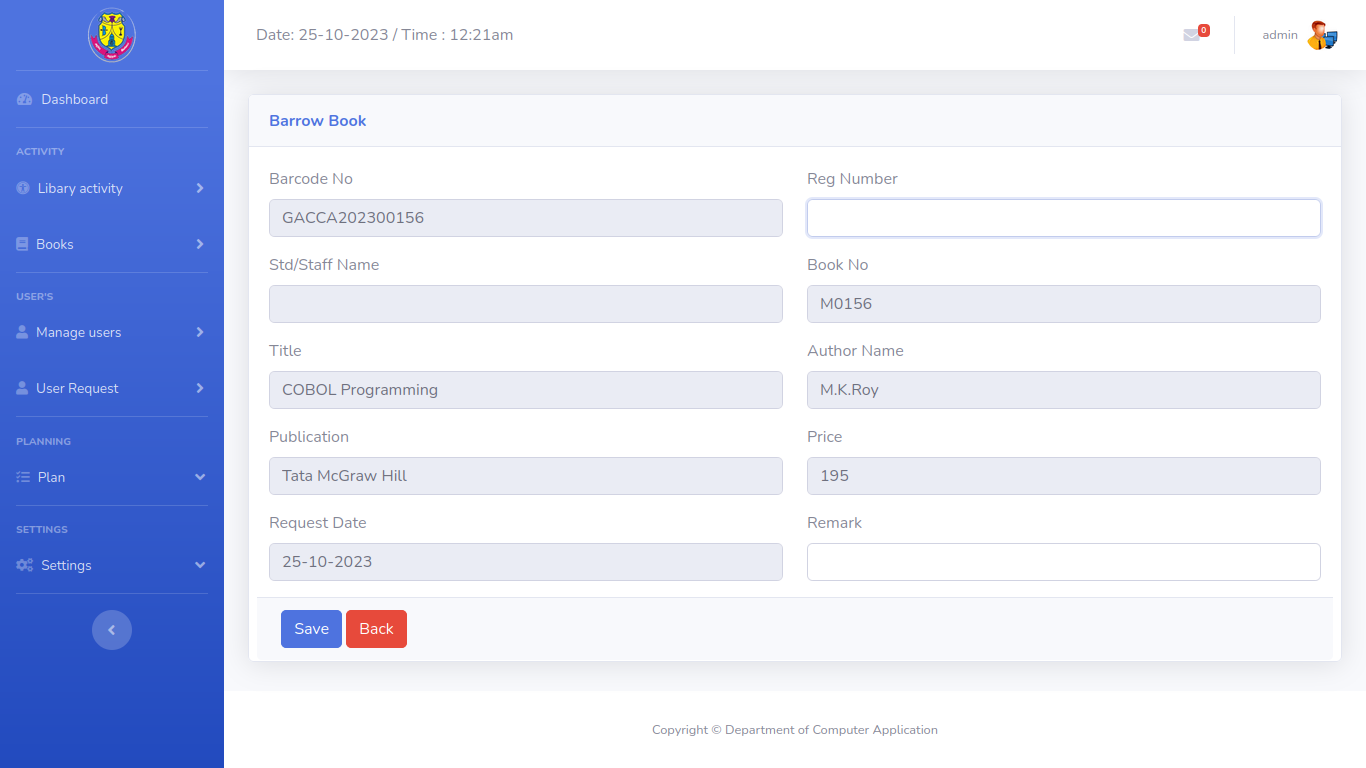 Date: 25-10-2023 / Time : 12:21am
0
admin
Dashboard
ACTIVITY
Libary activity
Books
USER'S
Manage users
User Request
PLANNING
Plan
SETTINGS
Settings
Barrow Book
Barcode No
GACCA202300156
Reg Number
Std/Staff Name
Book No
M0156
Title
COBOL Programming
Author Name
M.K.Roy
Publication
Tata McGraw Hill
Price
195
Request Date
25-10-2023
Remark
Save
Back
Copyright © Department of Computer Application